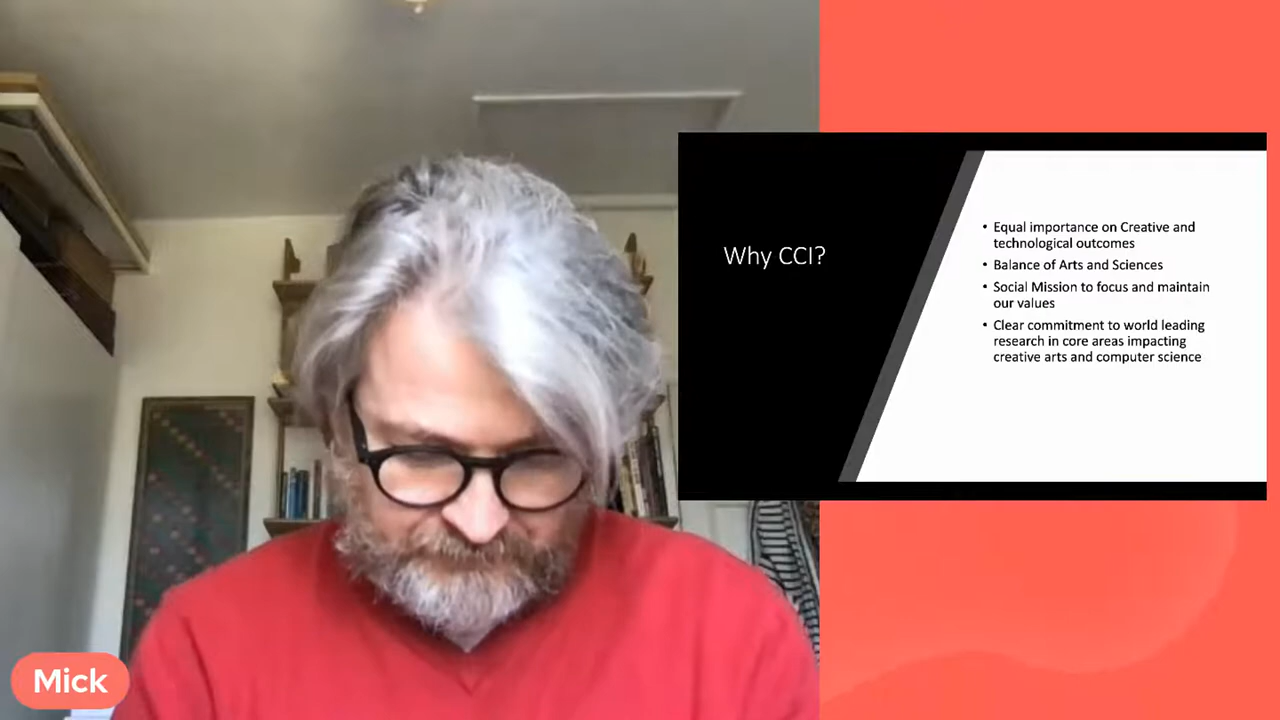 Why CCI?
• Equal importance on Creative and
technological outcomes
• Balance of Arts and Sciences
• Social Mission to focus and maintain
our values
• Clear commitment to world leading
research in core areas impacting
creative arts and computer science
Mick